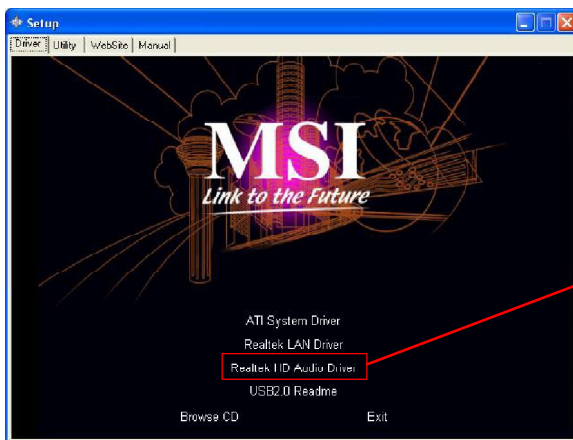 Setup
Driver Utility WebSite Manual
MSI
Link to the Future
ATI System Driver
Realtek LAN Driver
Realtek HD Audio Driver
USB2.0 Readme
Browse CD Exit